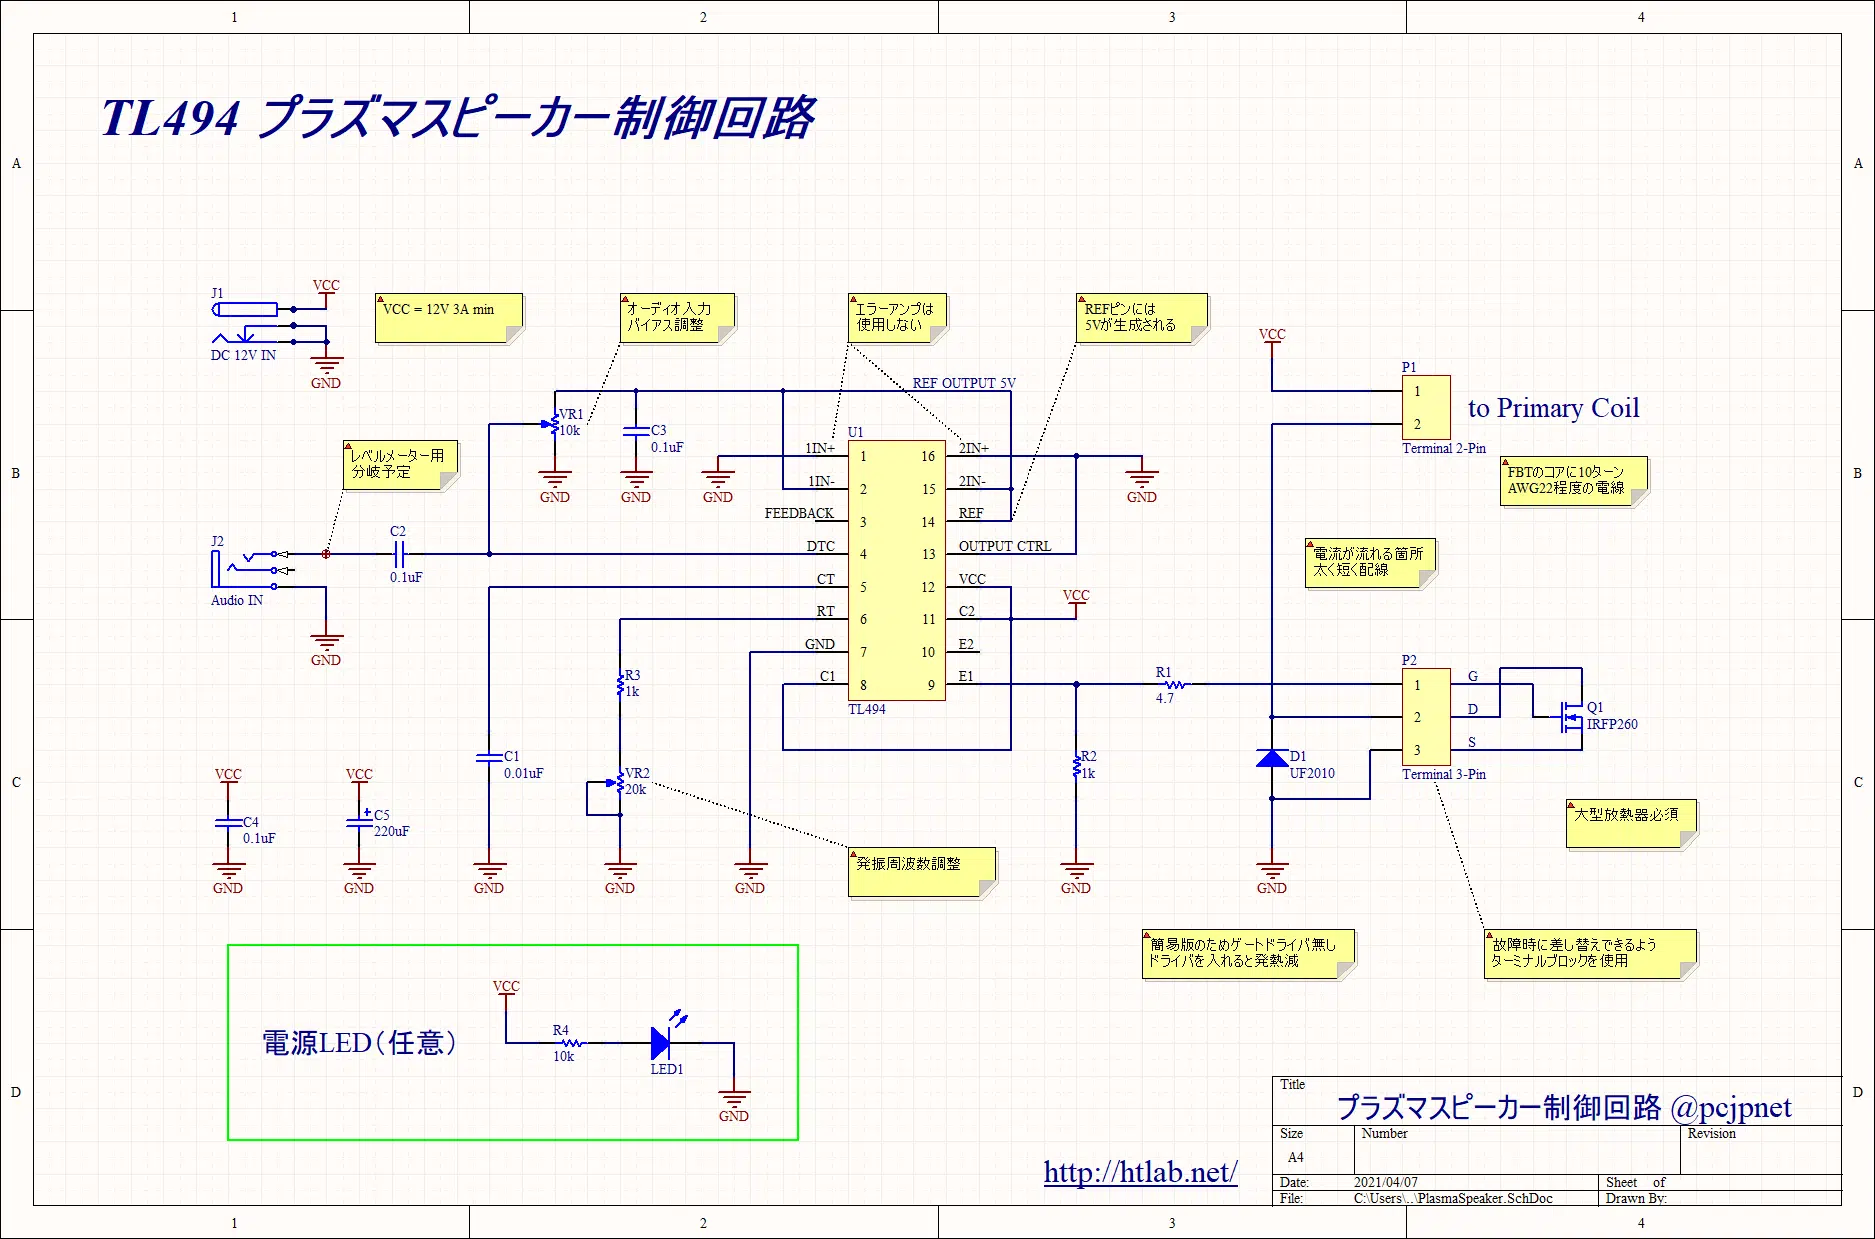 1 2 3 4
A A
B B
C C
D D
TL494 プラズマスピーカー制御回路
J1
DC 12V IN
VCC
GND
VCC = 12V 3A min
オーディオ入力
バイアス調整
エラーアンプは
使用しない
REFピンには
5Vが生成される
レベルメーター用
分岐予定
J2
Audio IN
GND
C2
0.1uF
VR1
10k
GND
C3
0.1uF
GND
GND
REF OUTPUT 5V
U1
1IN+ 1 16 2IN+
1IN- 2 15 2IN-
FEEDBACK 3 14 REF
DTC 4 13 OUTPUT CTRL
CT 5 12 VCC
RT 6 11 C2
GND 7 10 E2
C1 8 9 E1
TL494
GND
VCC
VCC
P1
1
2
Terminal 2-Pin
to Primary Coil
FBTのコアに10ターン
AWG22程度の電線
電流が流れる箇所
太く短く配線
R1
4.7
R2
1k
GND
P2
1 G
2 D
3 S
Terminal 3-Pin
Q1
IRFP260
D1
UF2010
GND
大型放熱器必須
R3
1k
VR2
20k
GND
GND
C1
0.01uF
GND
発振周波数調整
VCC
C4
0.1uF
GND
VCC
+
C5
220uF
GND
簡易版のためゲートドライバ無し
ドライバを入れると発熱減
故障時に差し替えできるよう
ターミナルブロックを使用
電源LED（任意）
VCC
R4
10k
LED1
GND
http://htlab.net/
Title
プラズマスピーカー制御回路 @pcjpnet
Size Number Revision
A4
Date: 2021/04/07 Sheet of
File: C:\Users\..\PlasmaSpeaker.SchDoc Drawn By:
1 2 3 4